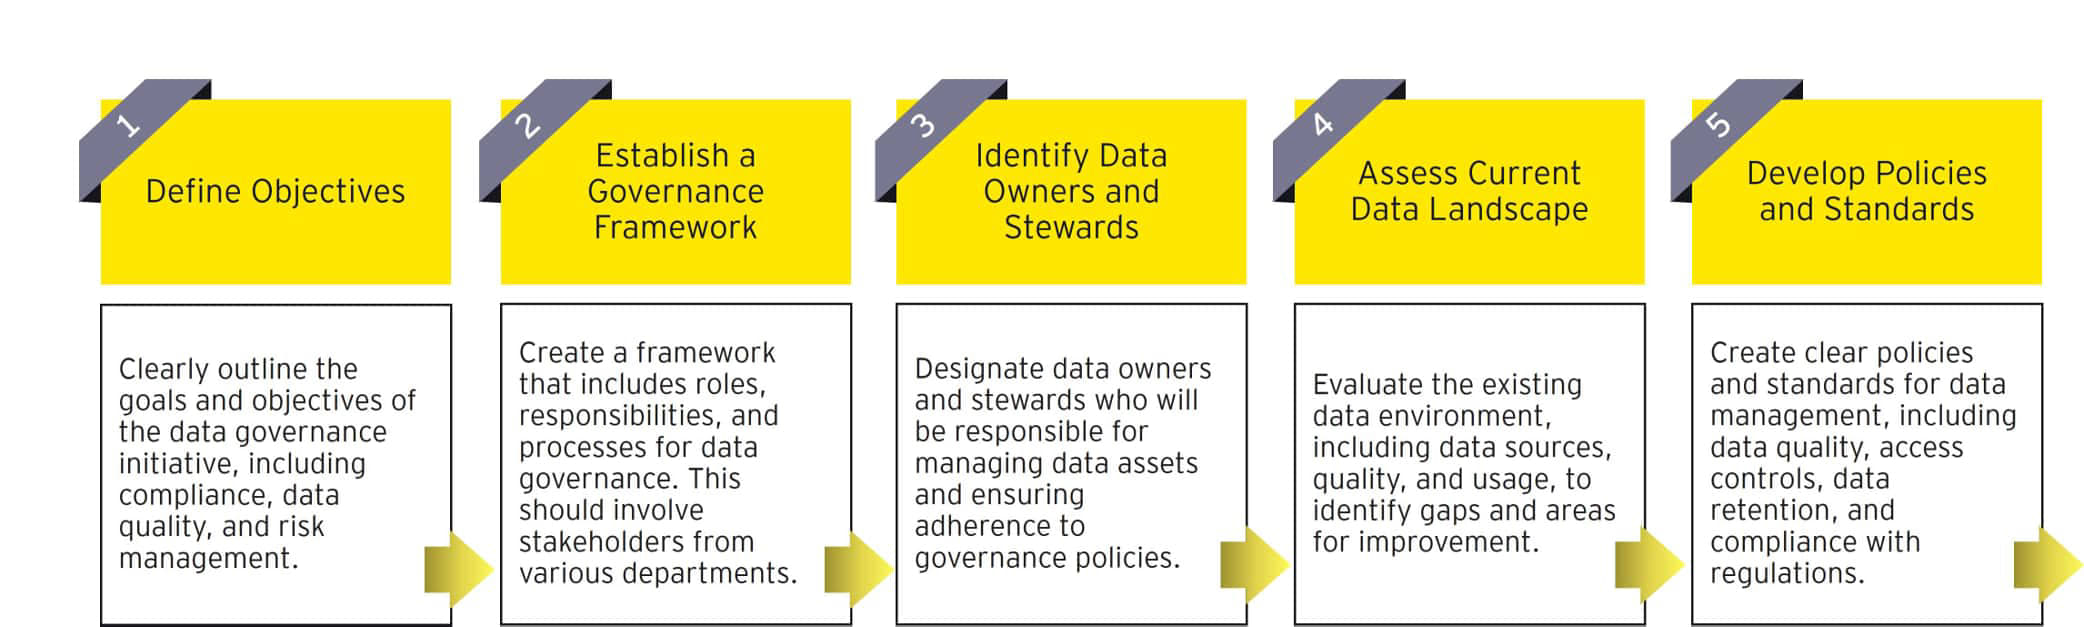 1
Define Objectives
Clearly outline the
goals and objectives of
the data governance
initiative, including
compliance, data
quality, and risk
management.
2
Establish a
Governance
Framework
Create a framework
that includes roles,
responsibilities, and
processes for data
governance. This
should involve
stakeholders from
various departments.
3
Identify Data
Owners and
Stewards
Designate data owners
and stewards who will
be responsible for
managing data assets
and ensuring
adherence to
governance policies.
4
Assess Current
Data Landscape
Evaluate the existing
data environment,
including data sources,
quality, and usage, to
identify gaps and areas
for improvement.
5
Develop Policies
and Standards
Create clear policies
and standards for data
management, including
data quality, access
controls, data
retention, and
compliance with
regulations.